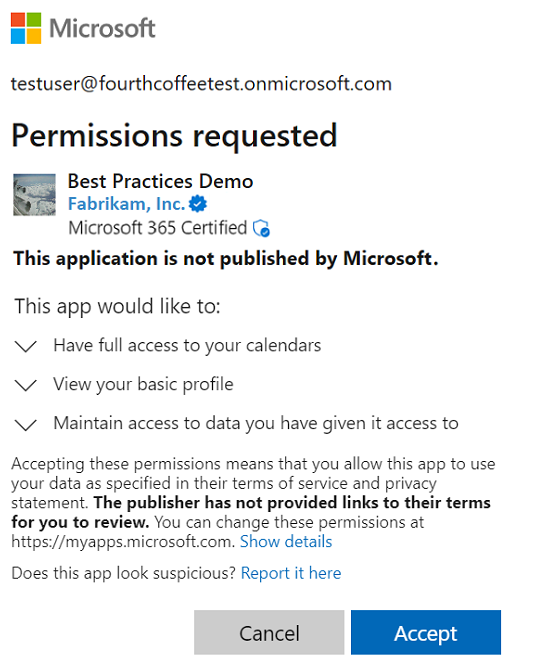 Microsoft
testuser@fourthcoffeetest.onmicrosoft.com
Permissions requested
Best Practices Demo
Fabrikam, Inc.
Microsoft 365 Certified
This application is not published by Microsoft.
This app would like to:
Have full access to your calendars
View your basic profile
Maintain access to data you have given it access to
Accepting these permissions means that you allow this app to use
your data as specified in their terms of service and privacy
statement. The publisher has not provided links to their terms
for you to review. You can change these permissions at
https://myapps.microsoft.com. Show details
Does this app look suspicious? Report it here
Cancel
Accept